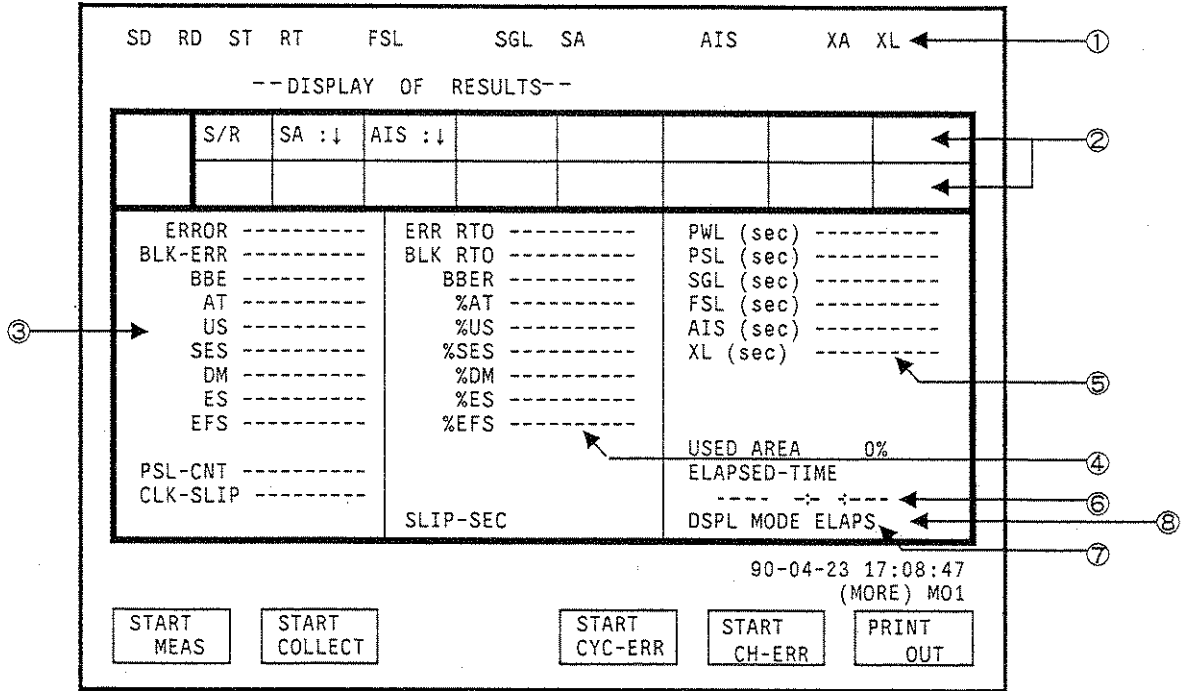 SD RD ST RT FSL SGL SA AIS XA XL ①
--DISPLAY OF RESULTS--
S/R SA :↓ AIS :↓ ②
ERROR ---------- ERR RTO ---------- PWL (sec) ----------
BLK-ERR ---------- BLK RTO ---------- PSL (sec) ----------
BBE ---------- BBER ---------- SGL (sec) ----------
AT ---------- %AT ---------- FSL (sec) ----------
③ US ---------- %US ---------- AIS (sec) ----------
SES ---------- %SES ---------- XL (sec) ----------
DM ---------- %DM ---------- ⑤
ES ---------- %ES ----------
EFS ---------- %EFS ----------
USED AREA 0%
PSL-CNT ---------- ELAPSED-TIME ④
CLK-SLIP ---------- ---- -:- -:--- ⑥
SLIP-SEC DSPL MODE ELAPS ⑧
⑦
90-04-23 17:08:47
(MORE) MO1
START START START START PRINT
MEAS COLLECT CYC-ERR CH-ERR OUT